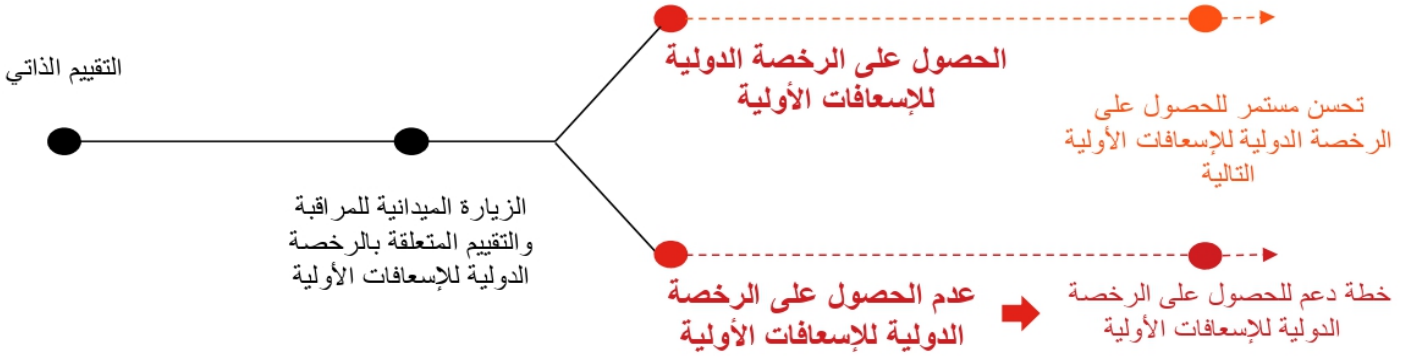 التقييم الذاتي
الزيارة الميدانية للمراقبة
والتقييم المتعلقة بالرخصة
الدولية للإسعافات الأولية
الحصول على الرخصة الدولية
للإسعافات الأولية
تحسن مستمر للحصول على
الرخصة الدولية للإسعافات الأولية
التالية
عدم الحصول على الرخصة
الدولية للإسعافات الأولية
خطة دعم للحصول على الرخصة
الدولية للإسعافات الأولية